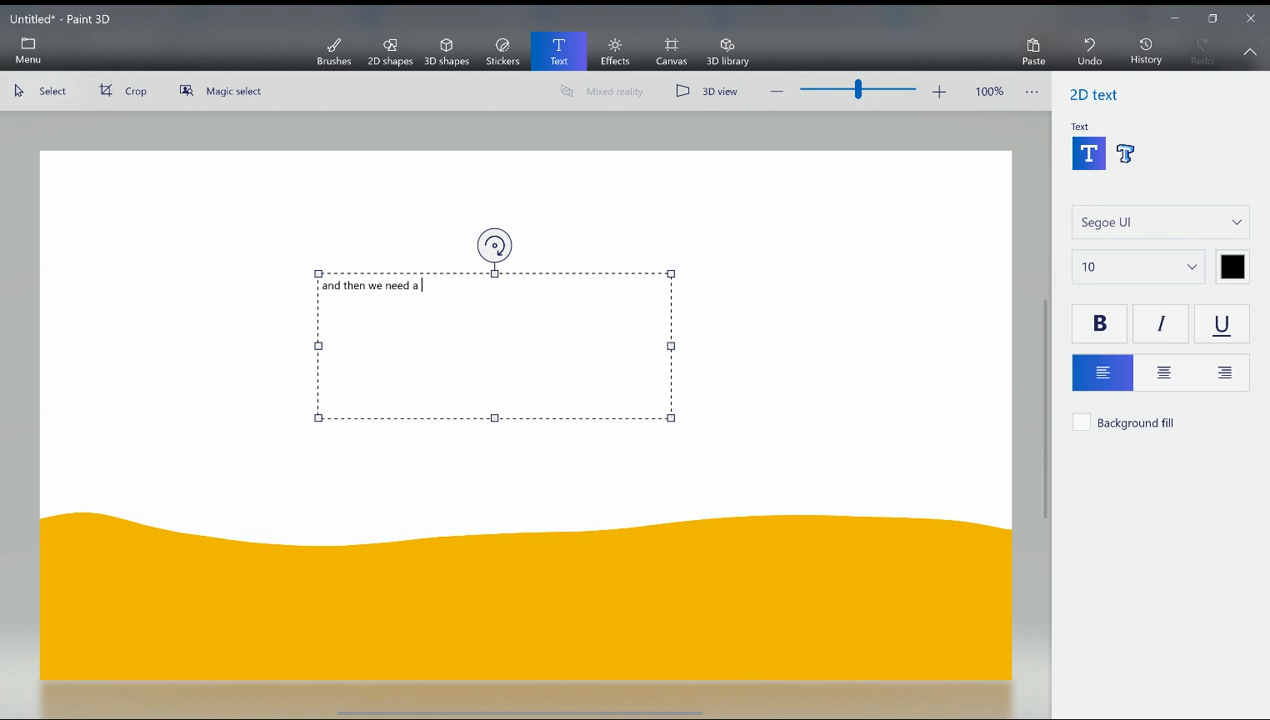 Untitled* - Paint 3D
Menu
Brushes
2D shapes
3D shapes
Stickers
Text
Effects
Canvas
3D library
Paste
Undo
History
Redo
Select
Crop
Magic select
Mixed reality
3D view
100%
2D text
Text
Segoe UI
10
B
I
U
Background fill
and then we need a